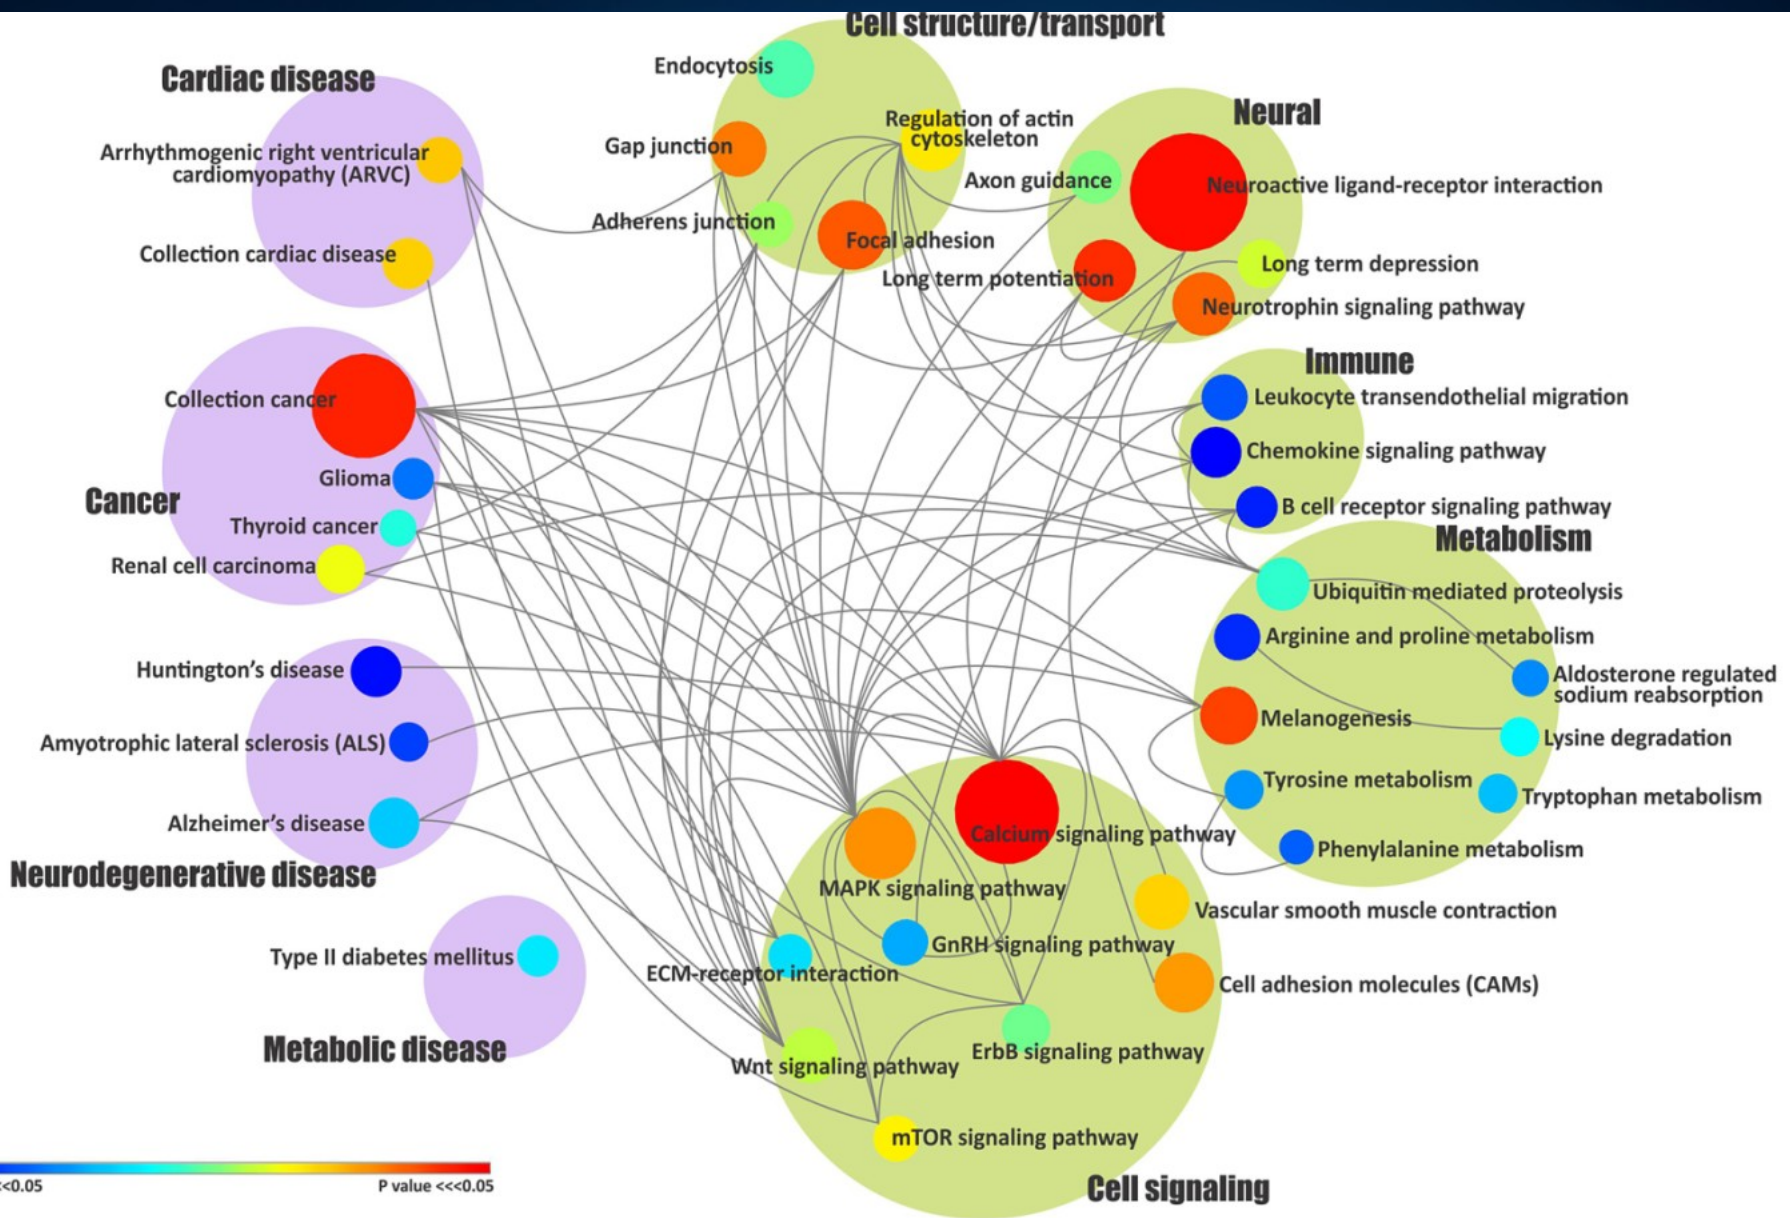 Cell structure/transport
Endocytosis
Cardiac disease
Regulation of actin
cytoskeleton
Neural
Arrhythmogenic right ventricular
cardiomyopathy (ARVC)
Gap junction
Axon guidance
Neuroactive ligand-receptor interaction
Adherens junction
Focal adhesion
Collection cardiac disease
Long term potentiation
Long term depression
Neurotrophin signaling pathway
Immune
Collection cancer
Leukocyte transendothelial migration
Chemokine signaling pathway
Glioma
Cancer
B cell receptor signaling pathway
Thyroid cancer
Metabolism
Renal cell carcinoma
Ubiquitin mediated proteolysis
Arginine and proline metabolism
Huntington's disease
Aldosterone regulated
sodium reabsorption
Melanogenesis
Amyotrophic lateral sclerosis (ALS)
Lysine degradation
Tyrosine metabolism
Tryptophan metabolism
Alzheimer's disease
Calcium signaling pathway
Phenylalanine metabolism
Neurodegenerative disease
MAPK signaling pathway
Vascular smooth muscle contraction
Type II diabetes mellitus
GnRH signaling pathway
ECM-receptor interaction
Cell adhesion molecules (CAMs)
Metabolic disease
ErbB signaling pathway
Wnt signaling pathway
mTOR signaling pathway
Cell signaling
<0.05
P value <<<0.05